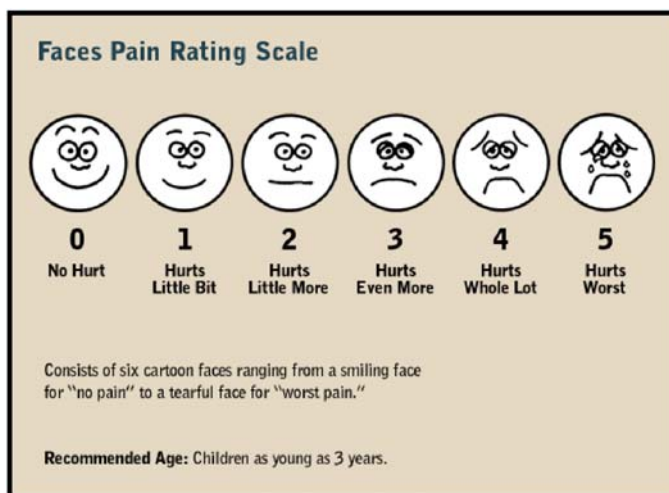 Faces Pain Rating Scale
0 1 2 3 4 5
No Hurt Hurts Hurts Hurts Hurts Hurts
Little Bit Little More Even More Whole Lot Worst
Consists of six cartoon faces ranging from a smiling face
for "no pain" to a tearful face for "worst pain."
Recommended Age: Children as young as 3 years.